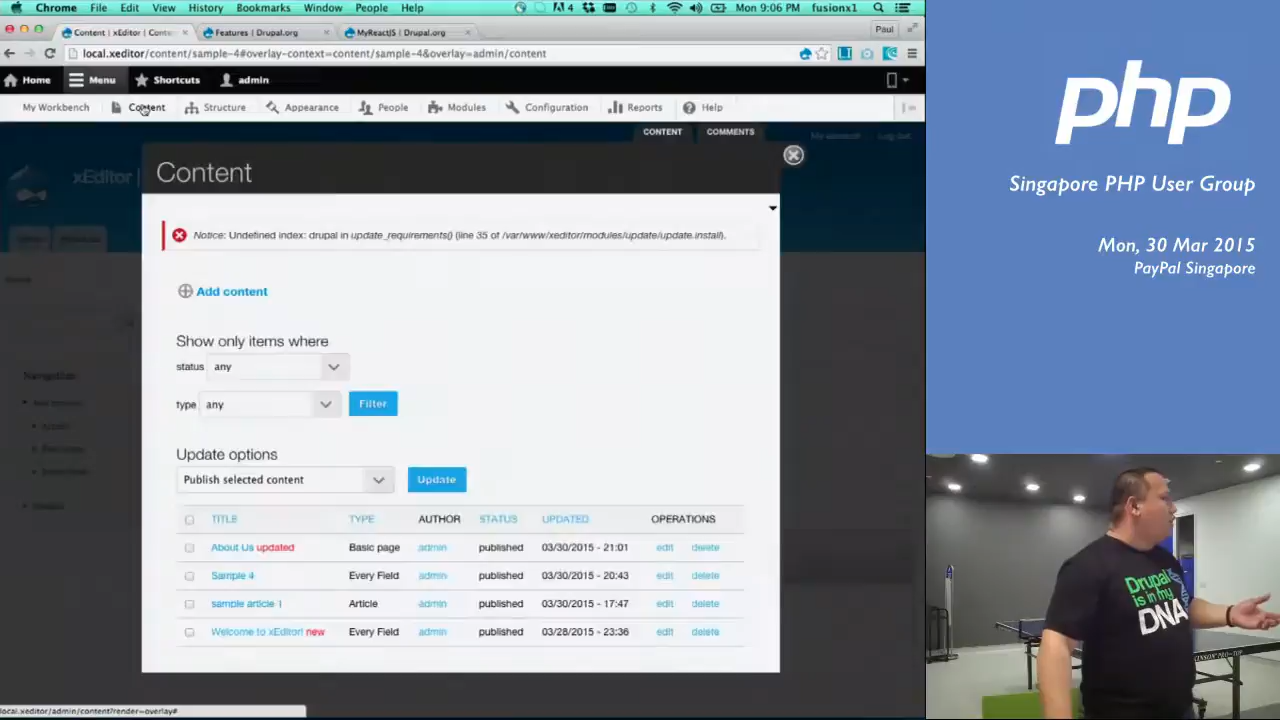 Chrome File Edit View History Bookmarks Window People Help 4 Mon 9:06 PM fusionx1
Content | xEditor | Conte Features | Drupal.org MyReactJS | Drupal.org Paul
local.xeditor/content/sample-4#overlay-context=content/sample-4&overlay=admin/content
Home Menu Shortcuts admin
My Workbench Content Structure Appearance People Modules Configuration Reports Help
CONTENT COMMENTS My account Log out
xEditor
Content
Notice: Undefined index: drupal in update_requirements() (line 35 of /var/www/xeditor/modules/update/update.install).
Add content
Show only items where
status any
type any Filter
Navigation
Update options
Publish selected content Update
TITLE TYPE AUTHOR STATUS UPDATED OPERATIONS
About Us updated Basic page admin published 03/30/2015 - 21:01 edit delete
Sample 4 Every Field admin published 03/30/2015 - 20:43 edit delete
sample article 1 Article admin published 03/30/2015 - 17:47 edit delete
Welcome to xEditor! new Every Field admin published 03/28/2015 - 23:36 edit delete
local.xeditor/admin/content?render=overlay#
php
Singapore PHP User Group
Mon, 30 Mar 2015
PayPal Singapore
Drupal
is in my
DNA